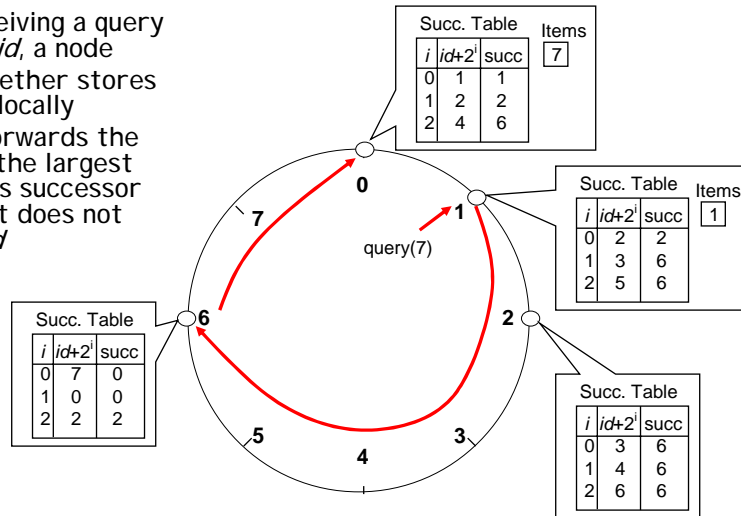 eiving a query
id, a node
ether stores
locally
orwards the
the largest
s successor
t does not
d
Succ. Table
Items
i id+2^i succ
7
0 1 1
1 2 2
2 4 6
0
7
1
query(7)
Succ. Table
Items
i id+2^i succ
1
0 2 2
1 3 6
2 5 6
6
2
Succ. Table
i id+2^i succ
0 7 0
1 0 0
2 2 2
5
4
3
Succ. Table
i id+2^i succ
0 3 6
1 4 6
2 6 6